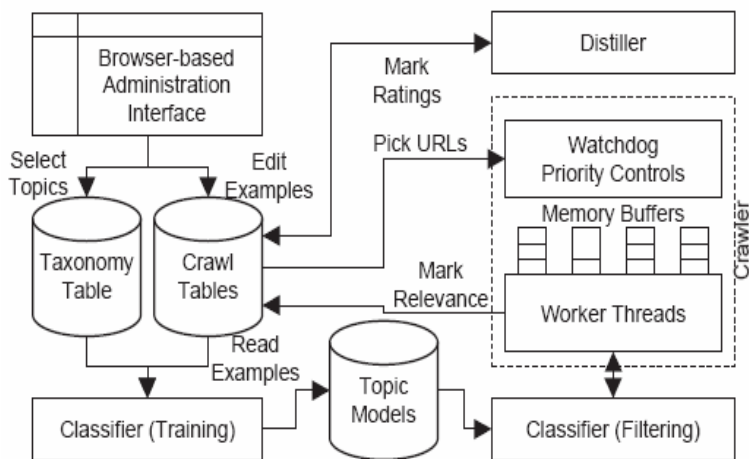 Browser-based
Administration
Interface
Distiller
Mark
Ratings
Select
Topics
Edit
Examples
Pick URLs
Watchdog
Priority Controls
Memory Buffers
Crawler
Taxonomy
Table
Crawl
Tables
Mark
Relevance
Worker Threads
Read
Examples
Topic
Models
Classifier (Training)
Classifier (Filtering)